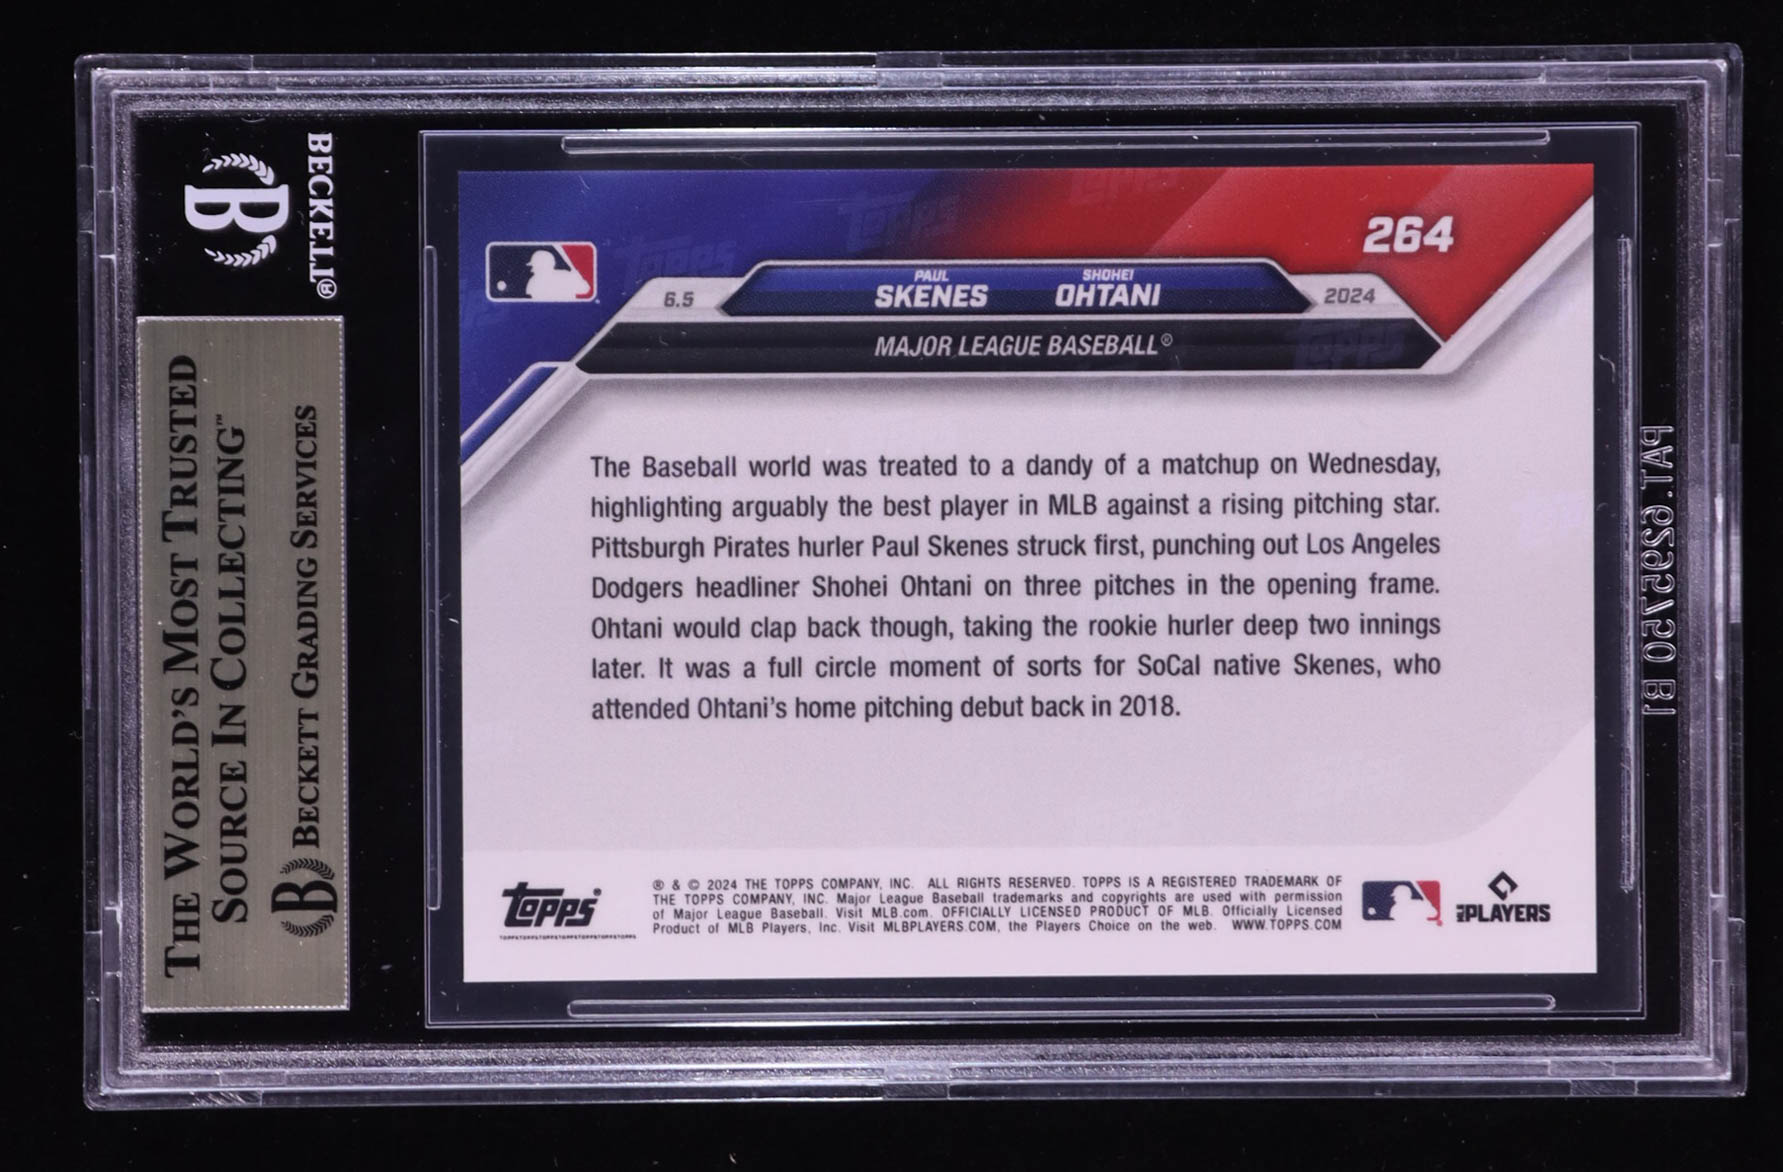 BECKETT®
B
THE WORLD'S MOST TRUSTED
SOURCE IN COLLECTING™
B BECKETT GRADING SERVICES
264
PAUL
SKENES
SHOHEI
OHTANI
6.5
2024
MAJOR LEAGUE BASEBALL®
The Baseball world was treated to a dandy of a matchup on Wednesday,
highlighting arguably the best player in MLB against a rising pitching star.
Pittsburgh Pirates hurler Paul Skenes struck first, punching out Los Angeles
Dodgers headliner Shohei Ohtani on three pitches in the opening frame.
Ohtani would clap back though, taking the rookie hurler deep two innings
later. It was a full circle moment of sorts for SoCal native Skenes, who
attended Ohtani's home pitching debut back in 2018.
Topps®
® & © 2024 THE TOPPS COMPANY, INC. ALL RIGHTS RESERVED. TOPPS IS A REGISTERED TRADEMARK OF
THE TOPPS COMPANY, INC. Major League Baseball trademarks and copyrights are used with permission
of Major League Baseball. Visit MLB.com. OFFICIALLY LICENSED PRODUCT OF MLB. Officially Licensed
Product of MLB Players, Inc. Visit MLBPLAYERS.COM, the Players Choice on the web. WWW.TOPPS.COM
MLB PLAYERS
PAT. 6265750 B1